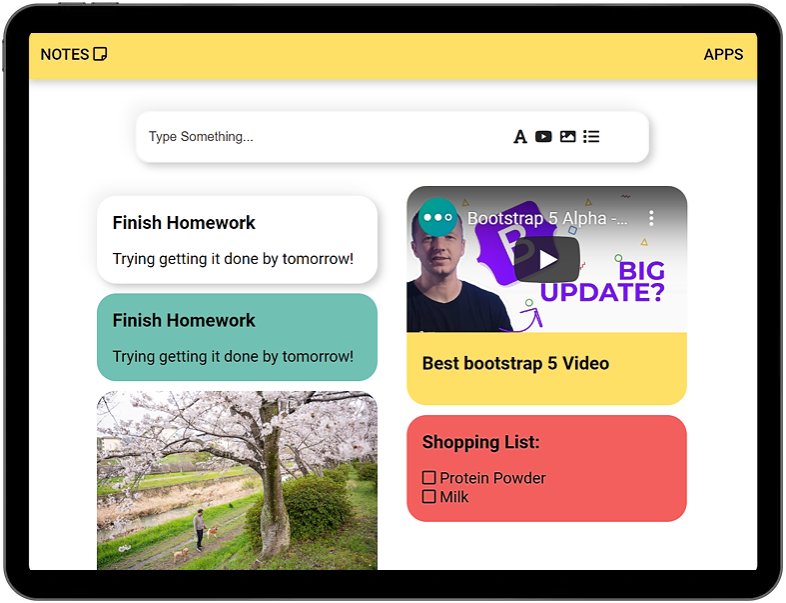 NOTES
APPS
Type Something...
A
Finish Homework
Trying getting it done by tomorrow!
Finish Homework
Trying getting it done by tomorrow!
Bootstrap 5 Alpha -...
B
BIG
UPDATE?
Best bootstrap 5 Video
Shopping List:
Protein Powder
Milk